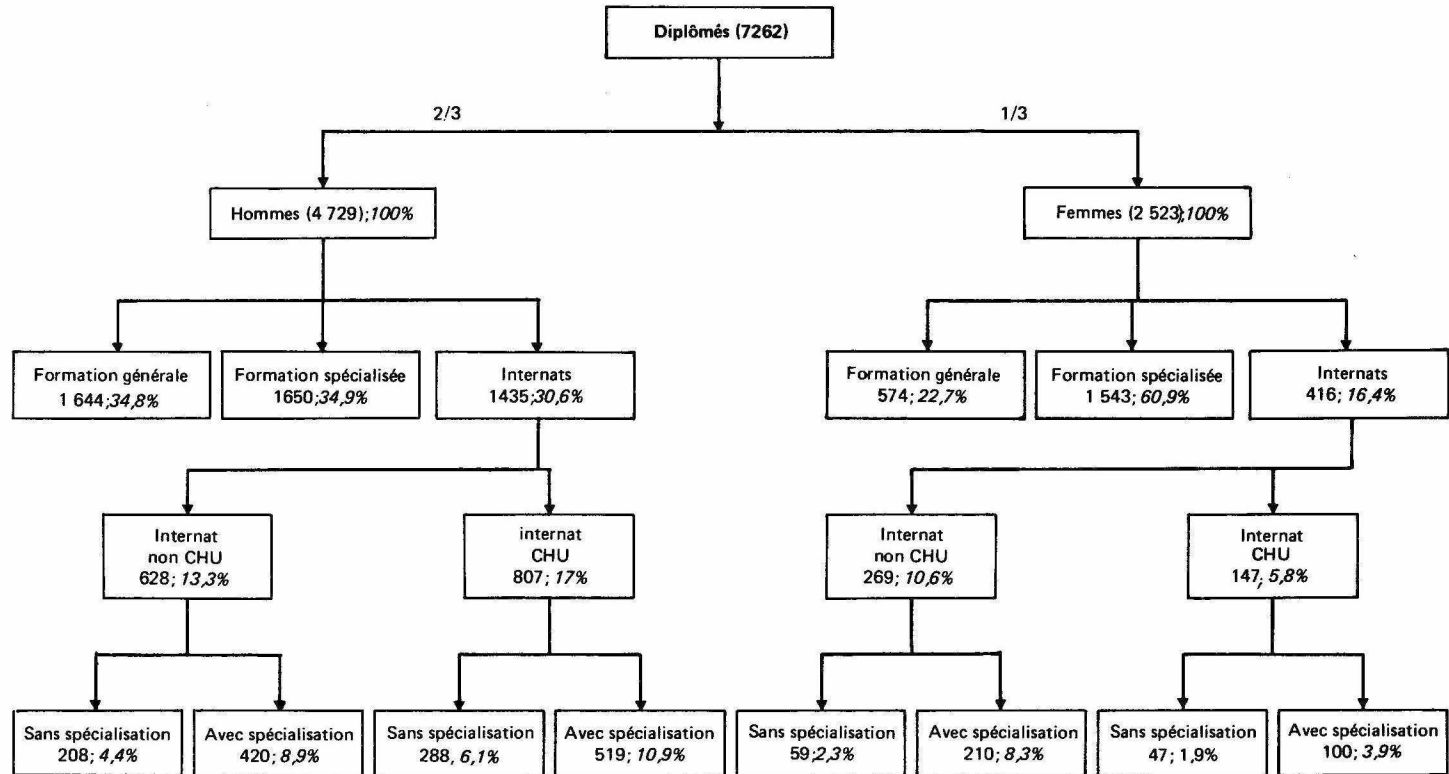 Diplômés (7262)
2/3
1/3
Hommes (4 729); 100%
Femmes (2 523); 100%
Formation générale
1 644; 34,8%
Formation spécialisée
1650; 34,9%
Internats
1435; 30,6%
Formation générale
574; 22,7%
Formation spécialisée
1 543; 60,9%
Internats
416; 16,4%
Internat
non CHU
628; 13,3%
internat
CHU
807; 17%
Internat
non CHU
269; 10,6%
Internat
CHU
147; 5,8%
Sans spécialisation
208; 4,4%
Avec spécialisation
420; 8,9%
Sans spécialisation
288, 6,1%
Avec spécialisation
519; 10,9%
Sans spécialisation
59; 2,3%
Avec spécialisation
210; 8,3%
Sans spécialisation
47; 1,9%
Avec spécialisation
100; 3,9%